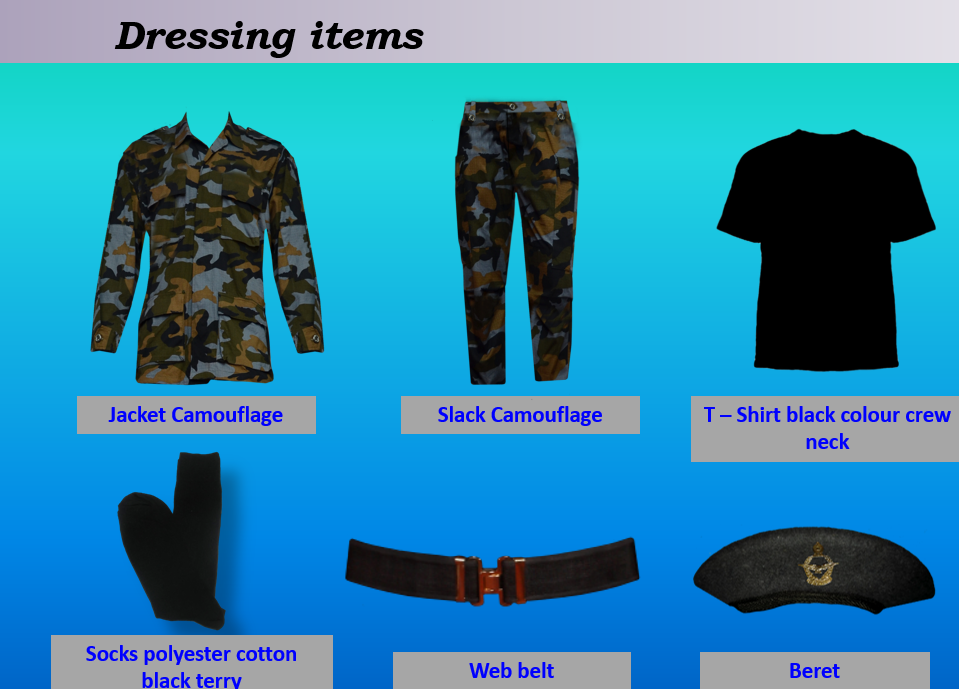 Dressing items
Jacket Camouflage
Slack Camouflage
T – Shirt black colour crew
neck
Socks polyester cotton
black terry
Web belt
Beret